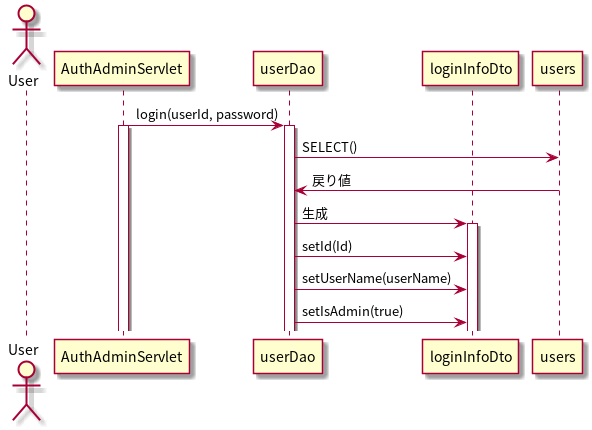 User
AuthAdminServlet
userDao
loginInfoDto
users
login(userId, password)
SELECT()
戻り値
生成
setId(Id)
setUserName(userName)
setIsAdmin(true)
User
AuthAdminServlet
userDao
loginInfoDto
users